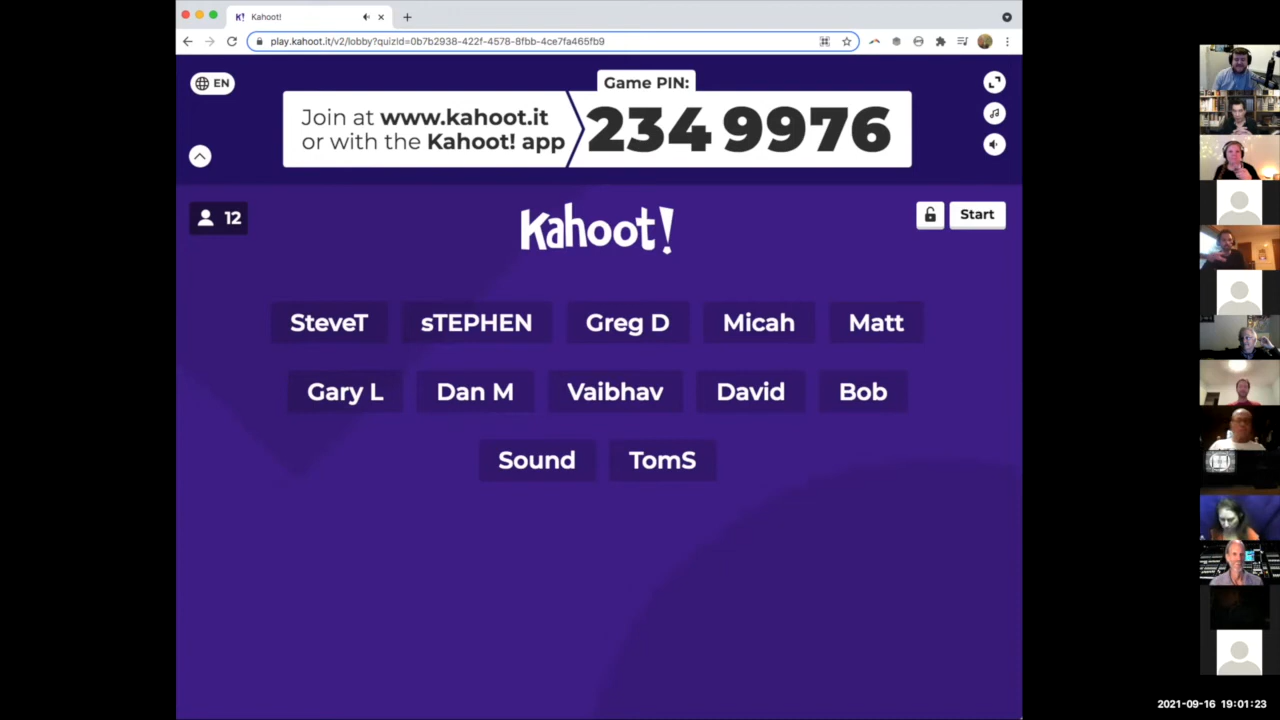 Kahoot!
play.kahoot.it/v2/lobby?quizId=0b7b2938-422f-4578-8fbb-4ce7fa465fb9
EN
Game PIN:
Join at www.kahoot.it
or with the Kahoot! app
234 9976
12
Kahoot!
Start
SteveT sTEPHEN Greg D Micah Matt
Gary L Dan M Vaibhav David Bob
Sound TomS
2021-09-16 19:01:23